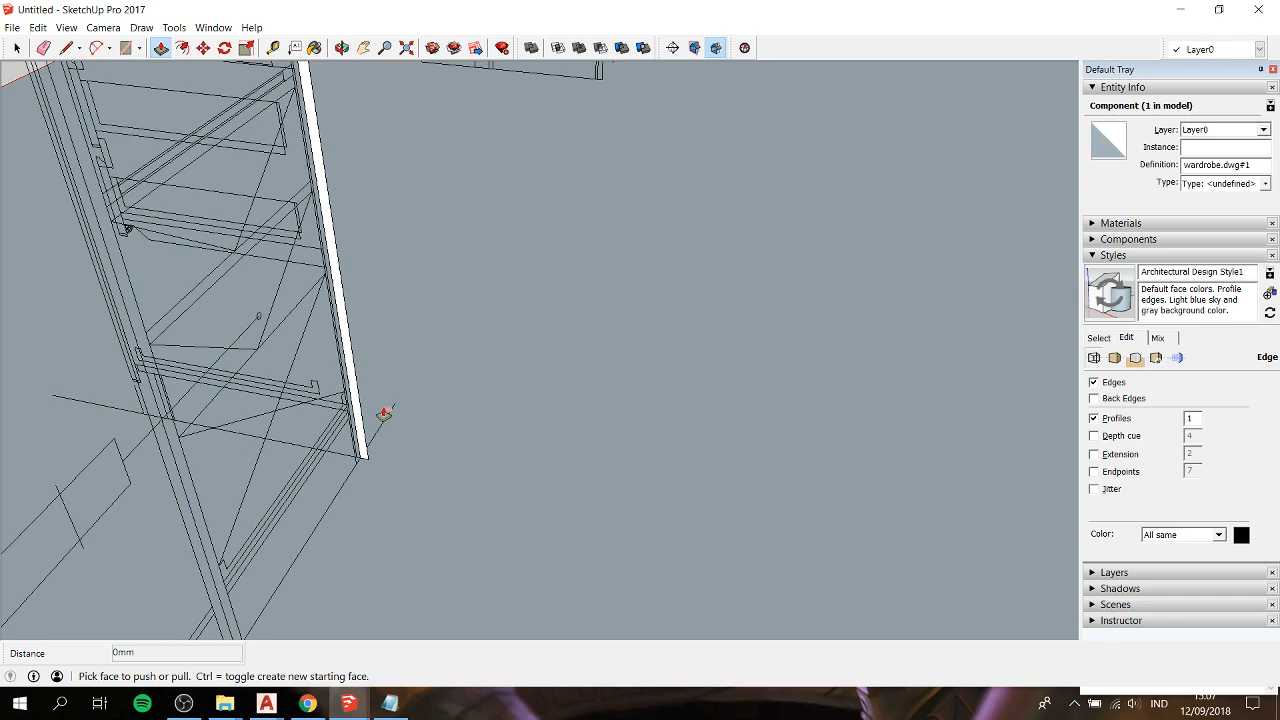 Untitled - SketchUp Pro 2017
File Edit View Camera Draw Tools Window Help
Layer0
Default Tray
Entity Info
Component (1 in model)
Layer: Layer0
Instance:
Definition: wardrobe.dwg#1
Type: Type: <undefined>
Materials
Components
Styles
Architectural Design Style1
Default face colors. Profile
edges. Light blue sky and
gray background color.
Select Edit Mix
Edge
Edges
Back Edges
Profiles 1
Depth cue 4
Extension 2
Endpoints 7
Jitter
Color: All same
Layers
Shadows
Scenes
Instructor
Distance 0mm
Pick face to push or pull. Ctrl = toggle create new starting face.
IND
15.07
12/09/2018